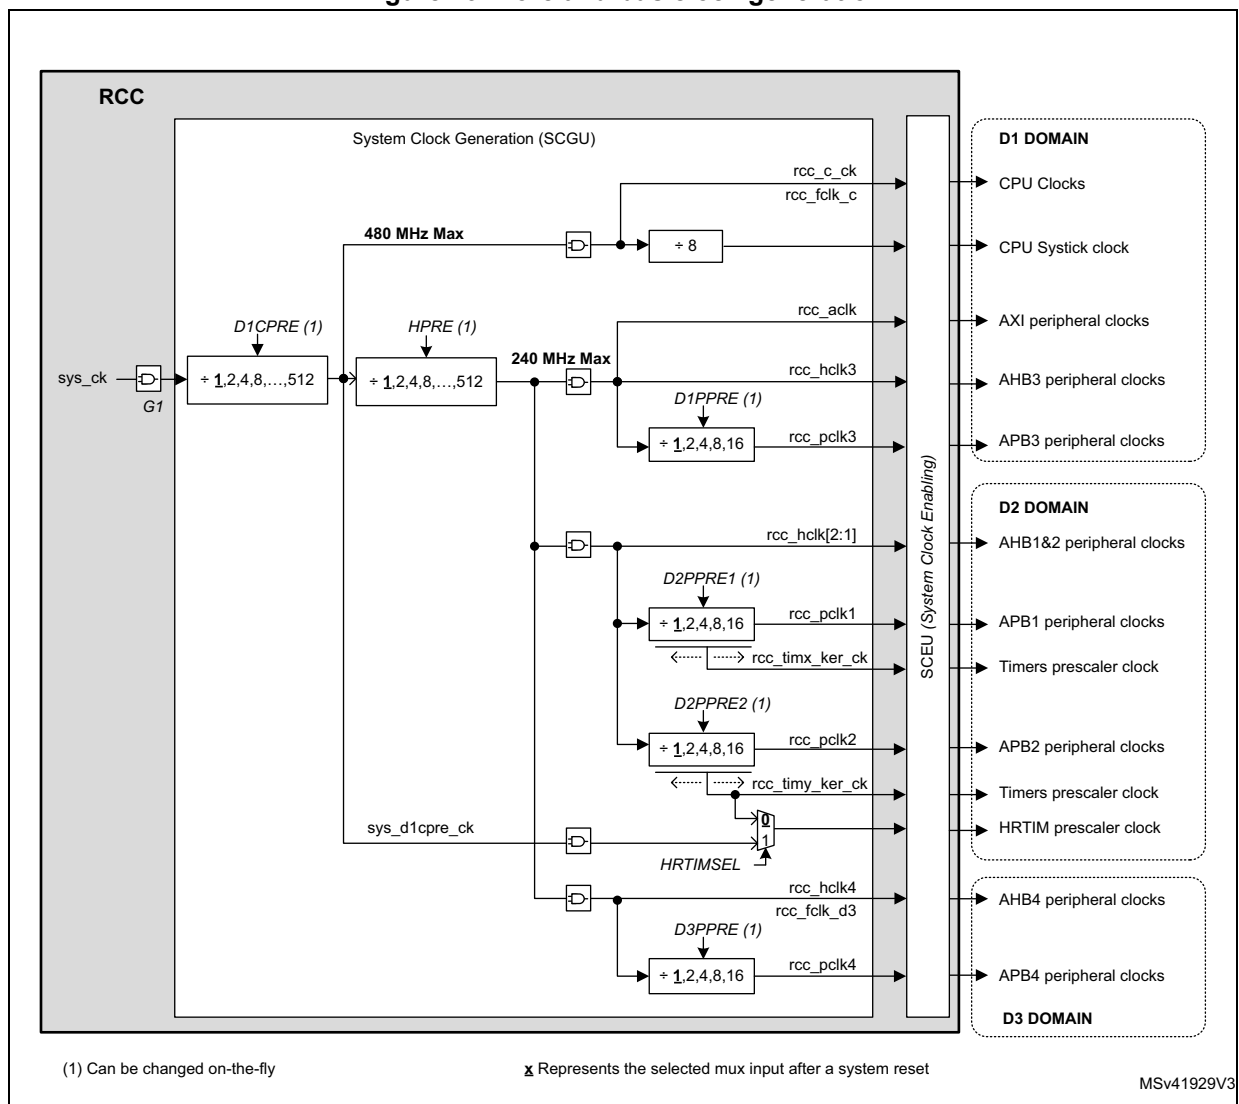 RCC
System Clock Generation (SCGU)
rcc_c_ck
rcc_fclk_c
480 MHz Max
÷ 8
D1CPRE (1)
HPRE (1)
rcc_aclk
240 MHz Max
sys_ck
G1
÷ 1,2,4,8,…,512
÷ 1,2,4,8,…,512
rcc_hclk3
D1PPRE (1)
÷ 1,2,4,8,16
rcc_pclk3
rcc_hclk[2:1]
D2PPRE1 (1)
÷ 1,2,4,8,16
rcc_pclk1
rcc_timx_ker_ck
D2PPRE2 (1)
÷ 1,2,4,8,16
rcc_pclk2
rcc_timy_ker_ck
sys_d1cpre_ck
0
1
HRTIMSEL
rcc_hclk4
rcc_fclk_d3
D3PPRE (1)
÷ 1,2,4,8,16
rcc_pclk4
SCEU (System Clock Enabling)
D1 DOMAIN
CPU Clocks
CPU Systick clock
AXI peripheral clocks
AHB3 peripheral clocks
APB3 peripheral clocks
D2 DOMAIN
AHB1&2 peripheral clocks
APB1 peripheral clocks
Timers prescaler clock
APB2 peripheral clocks
Timers prescaler clock
HRTIM prescaler clock
AHB4 peripheral clocks
APB4 peripheral clocks
D3 DOMAIN
(1) Can be changed on-the-fly
x Represents the selected mux input after a system reset
MSv41929V3